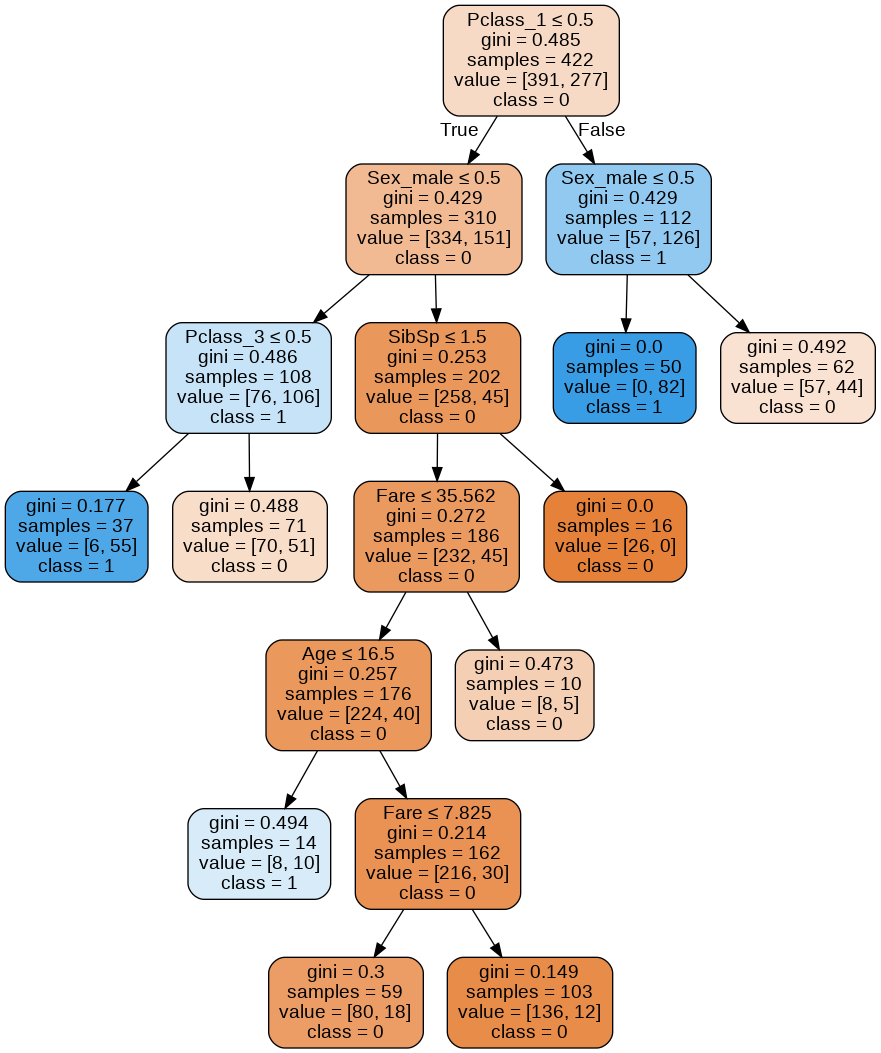 Pclass_1 ≤ 0.5
gini = 0.485
samples = 422
value = [391, 277]
class = 0
True
False
Sex_male ≤ 0.5
gini = 0.429
samples = 310
value = [334, 151]
class = 0
Sex_male ≤ 0.5
gini = 0.429
samples = 112
value = [57, 126]
class = 1
Pclass_3 ≤ 0.5
gini = 0.486
samples = 108
value = [76, 106]
class = 1
SibSp ≤ 1.5
gini = 0.253
samples = 202
value = [258, 45]
class = 0
gini = 0.0
samples = 50
value = [0, 82]
class = 1
gini = 0.492
samples = 62
value = [57, 44]
class = 0
gini = 0.177
samples = 37
value = [6, 55]
class = 1
gini = 0.488
samples = 71
value = [70, 51]
class = 0
Fare ≤ 35.562
gini = 0.272
samples = 186
value = [232, 45]
class = 0
gini = 0.0
samples = 16
value = [26, 0]
class = 0
Age ≤ 16.5
gini = 0.257
samples = 176
value = [224, 40]
class = 0
gini = 0.473
samples = 10
value = [8, 5]
class = 0
gini = 0.494
samples = 14
value = [8, 10]
class = 1
Fare ≤ 7.825
gini = 0.214
samples = 162
value = [216, 30]
class = 0
gini = 0.3
samples = 59
value = [80, 18]
class = 0
gini = 0.149
samples = 103
value = [136, 12]
class = 0